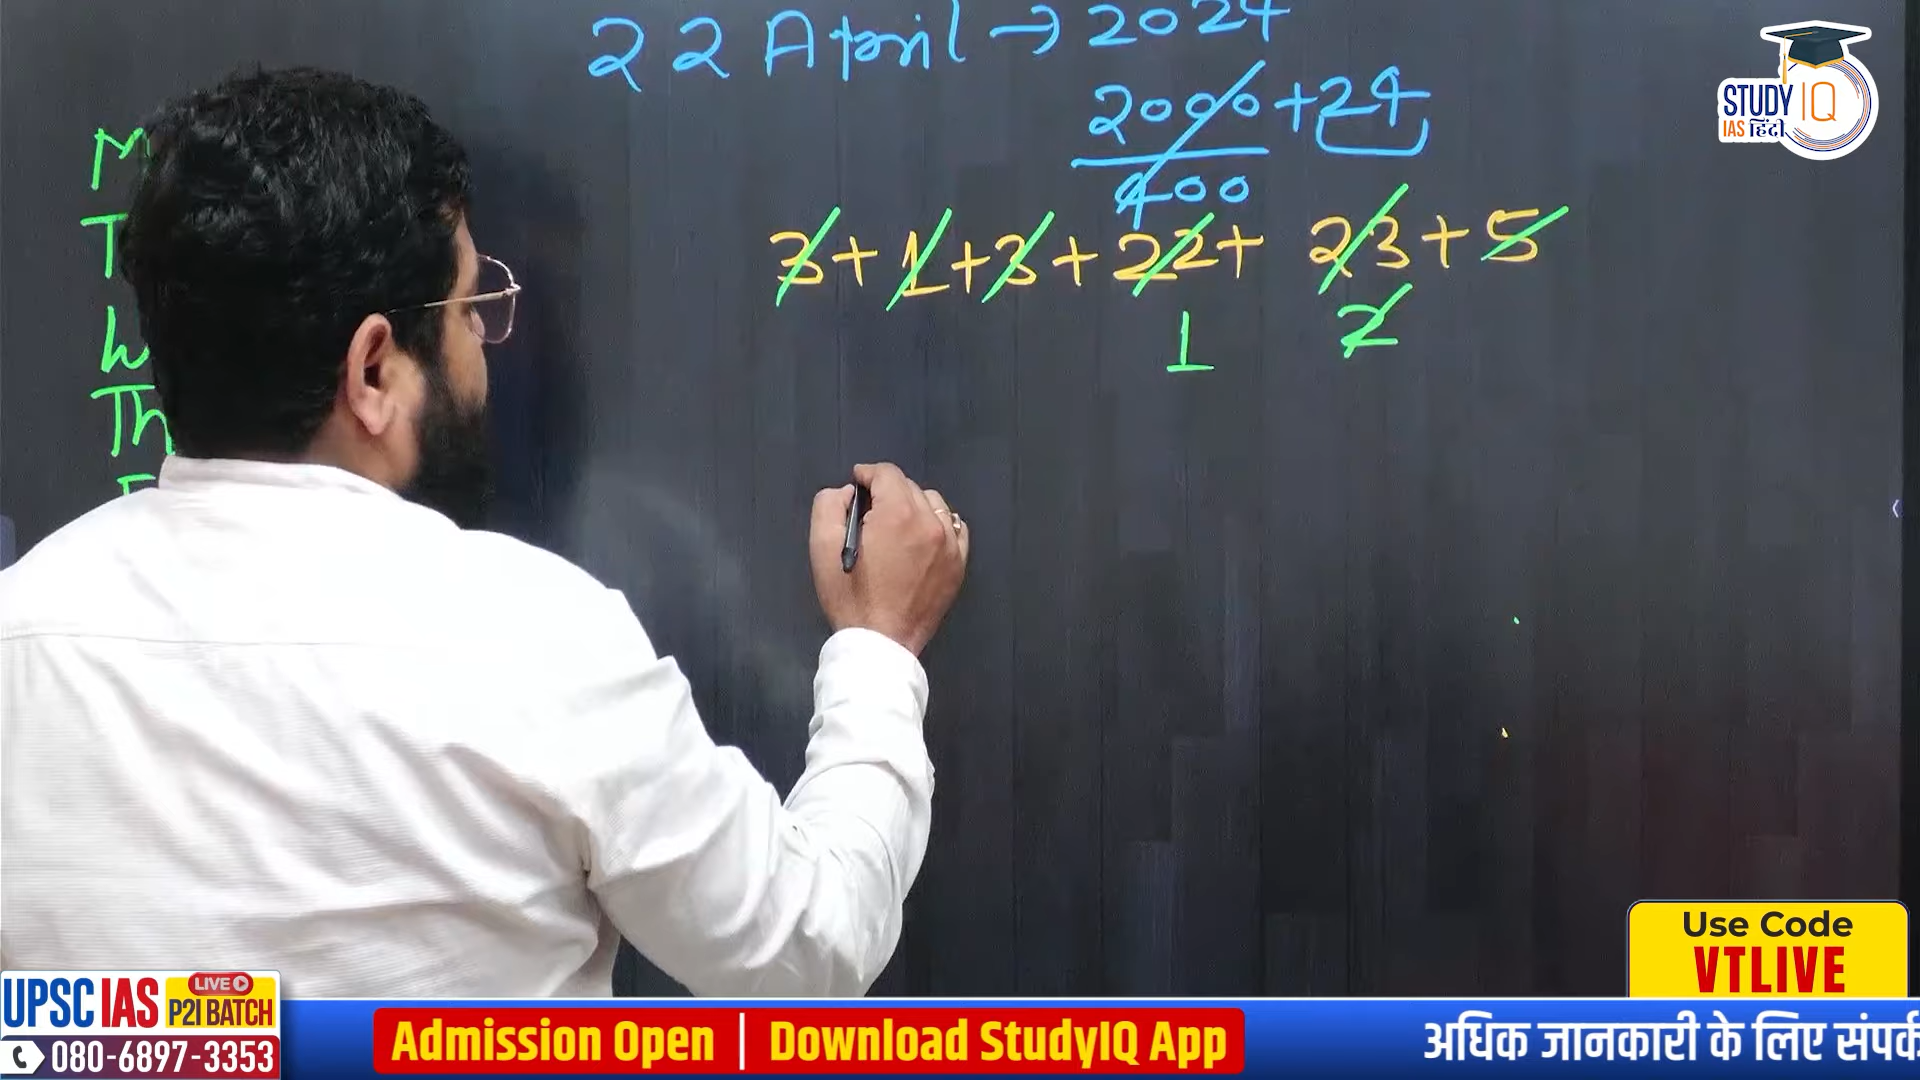 22 April → 2024
2000 + 24
400
3 + 1 + 3 + 22 + 23 + 5
1 2
M
T
W
Th
STUDY IQ
IAS हिंदी
Use Code
VTLIVE
LIVE
UPSC IAS P2I BATCH
080-6897-3353
Admission Open | Download StudyIQ App
अधिक जानकारी के लिए संपर्क